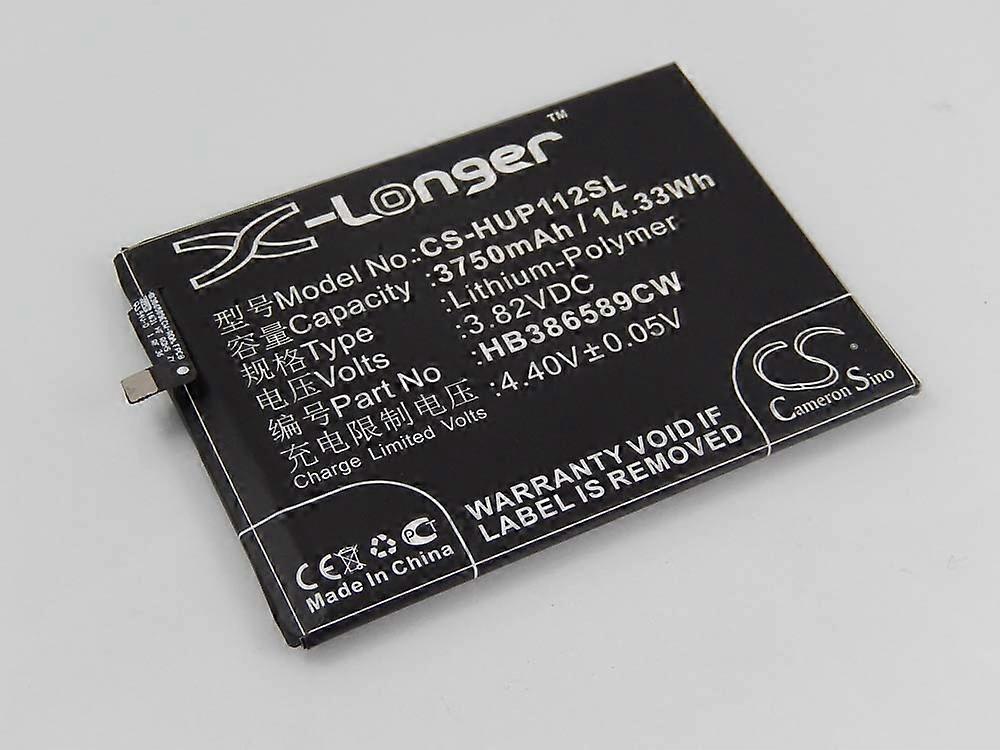 X-Longer™
型号Model No.: CS-HUP112SL
容量Capacity : 3750mAh / 14.33Wh
规格Type : Lithium-Polymer
电压Volts : 3.82VDC
编号Part No : HB386589CW
充电限制电压 4.40V±0.05V
Charge Limited Volts
CS
Cameron Sino
WARRANTY VOID IF
LABEL IS REMOVED
CE PCT
Made In China